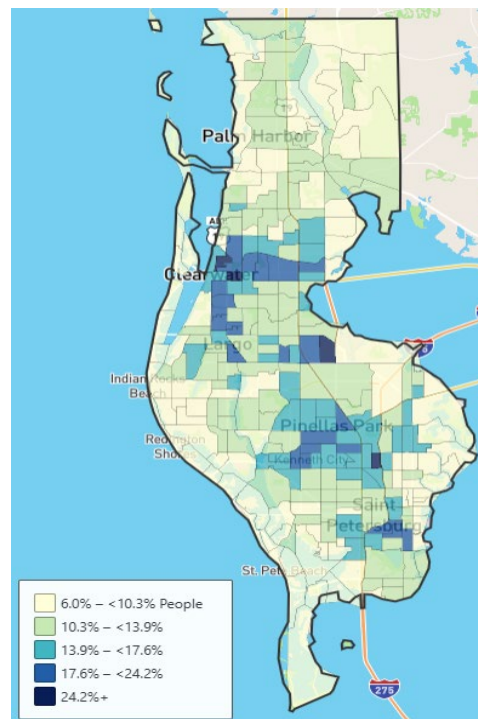 19
Palm Harbor
Clearwater
Largo
Indian Rocks
Beach
Pinellas Park
Redington
Shores
Kenneth City
Saint
Petersburg
St. Pete Beach
6.0% – <10.3% People
10.3% – <13.9%
13.9% – <17.6%
17.6% – <24.2%
24.2%+
275